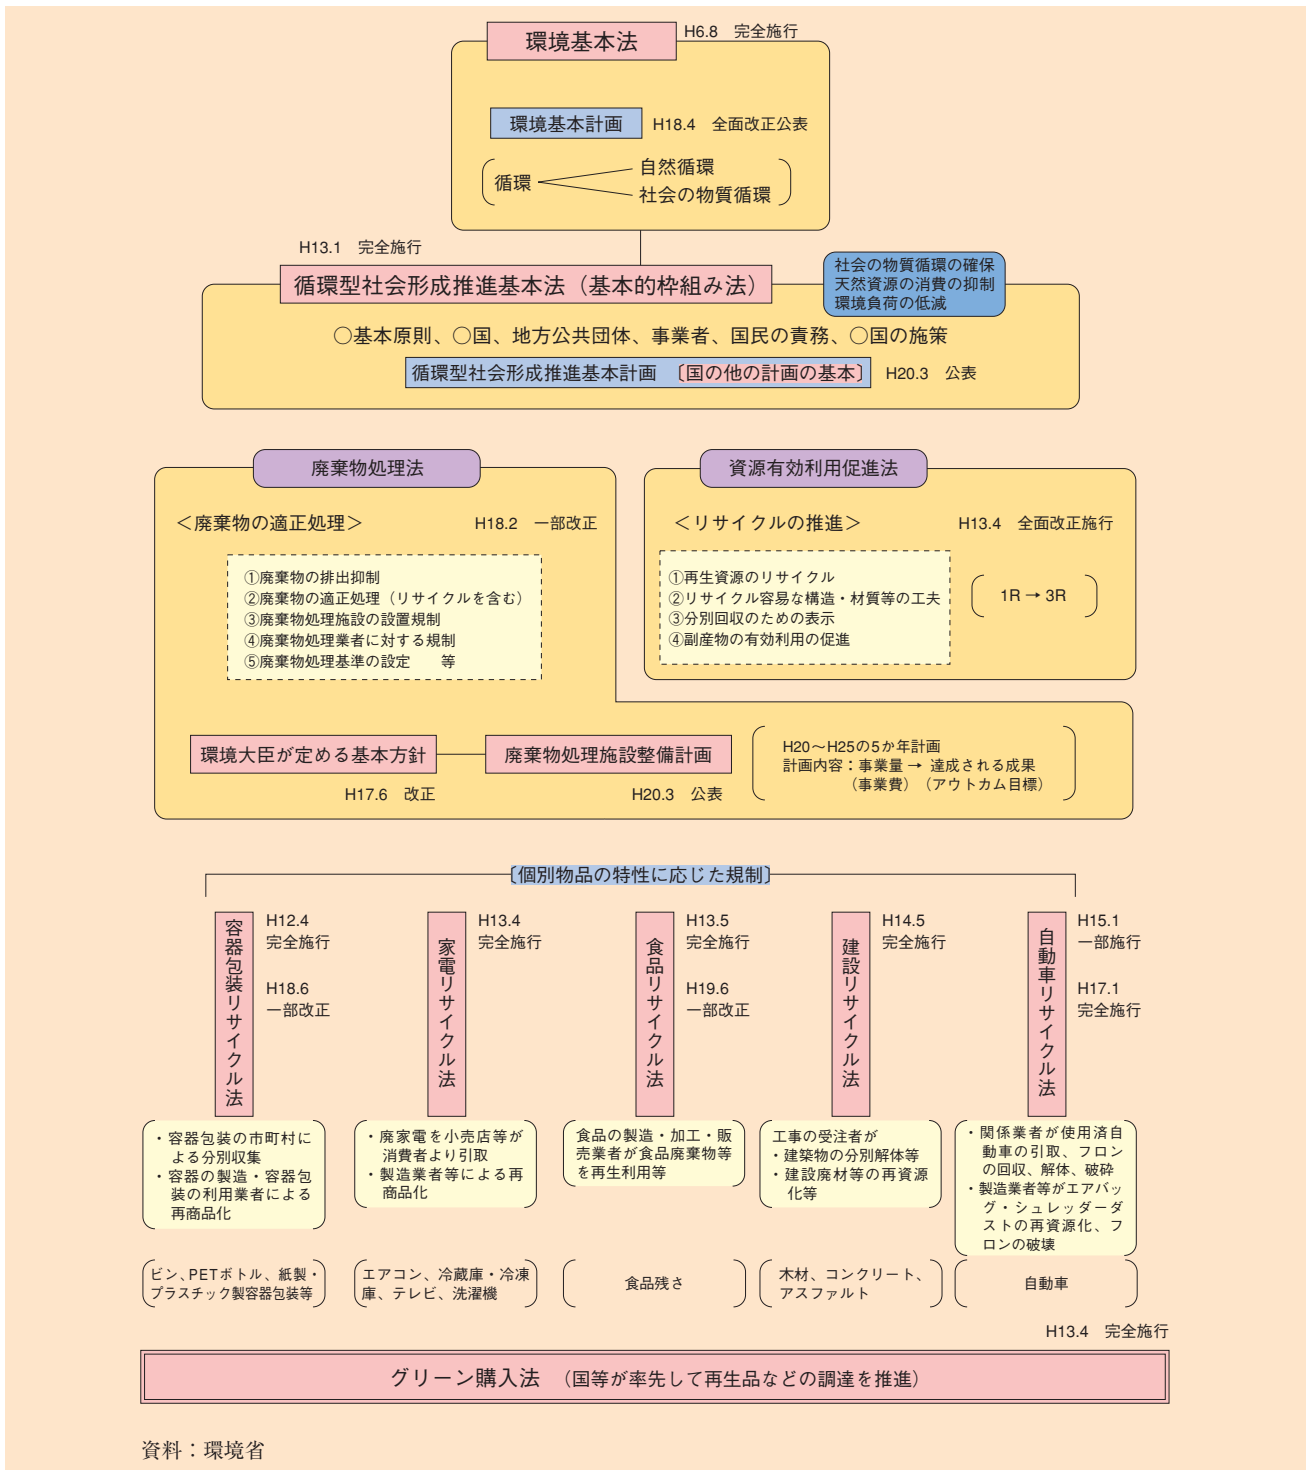 環境基本法
H6.8　完全施行
環境基本計画
H18.4　全面改正公表
循環
自然循環
社会の物質循環
H13.1　完全施行
循環型社会形成推進基本法（基本的枠組み法）
社会の物質循環の確保
天然資源の消費の抑制
環境負荷の低減
○基本原則、○国、地方公共団体、事業者、国民の責務、○国の施策
循環型社会形成推進基本計画　〔国の他の計画の基本〕
H20.3　公表
廃棄物処理法
＜廃棄物の適正処理＞
H18.2　一部改正
①廃棄物の排出抑制
②廃棄物の適正処理（リサイクルを含む）
③廃棄物処理施設の設置規制
④廃棄物処理業者に対する規制
⑤廃棄物処理基準の設定　　等
資源有効利用促進法
＜リサイクルの推進＞
H13.4　全面改正施行
①再生資源のリサイクル
②リサイクル容易な構造・材質等の工夫
③分別回収のための表示
④副産物の有効利用の促進
1R → 3R
環境大臣が定める基本方針
H17.6　改正
廃棄物処理施設整備計画
H20.3　公表
H20～H25の5か年計画
計画内容：事業量 → 達成される成果
（事業費）（アウトカム目標）
〔個別物品の特性に応じた規制〕
容器包装リサイクル法
H12.4
完全施行
H18.6
一部改正
家電リサイクル法
H13.4
完全施行
食品リサイクル法
H13.5
完全施行
H19.6
一部改正
建設リサイクル法
H14.5
完全施行
自動車リサイクル法
H15.1
一部施行
H17.1
完全施行
・容器包装の市町村に
よる分別収集
・容器の製造・容器包
装の利用業者による
再商品化
・廃家電を小売店等が
消費者より引取
・製造業者等による再
商品化
食品の製造・加工・販
売業者が食品廃棄物等
を再生利用等
工事の受注者が
・建築物の分別解体等
・建設廃材等の再資源
化等
・関係業者が使用済自
動車の引取、フロン
の回収、解体、破砕
・製造業者等がエアバッ
グ・シュレッダーダ
ストの再資源化、フ
ロンの破壊
ビン、PETボトル、紙製・
プラスチック製容器包装等
エアコン、冷蔵庫・冷凍
庫、テレビ、洗濯機
食品残さ
木材、コンクリート、
アスファルト
自動車
H13.4　完全施行
グリーン購入法　（国等が率先して再生品などの調達を推進）
資料：環境省